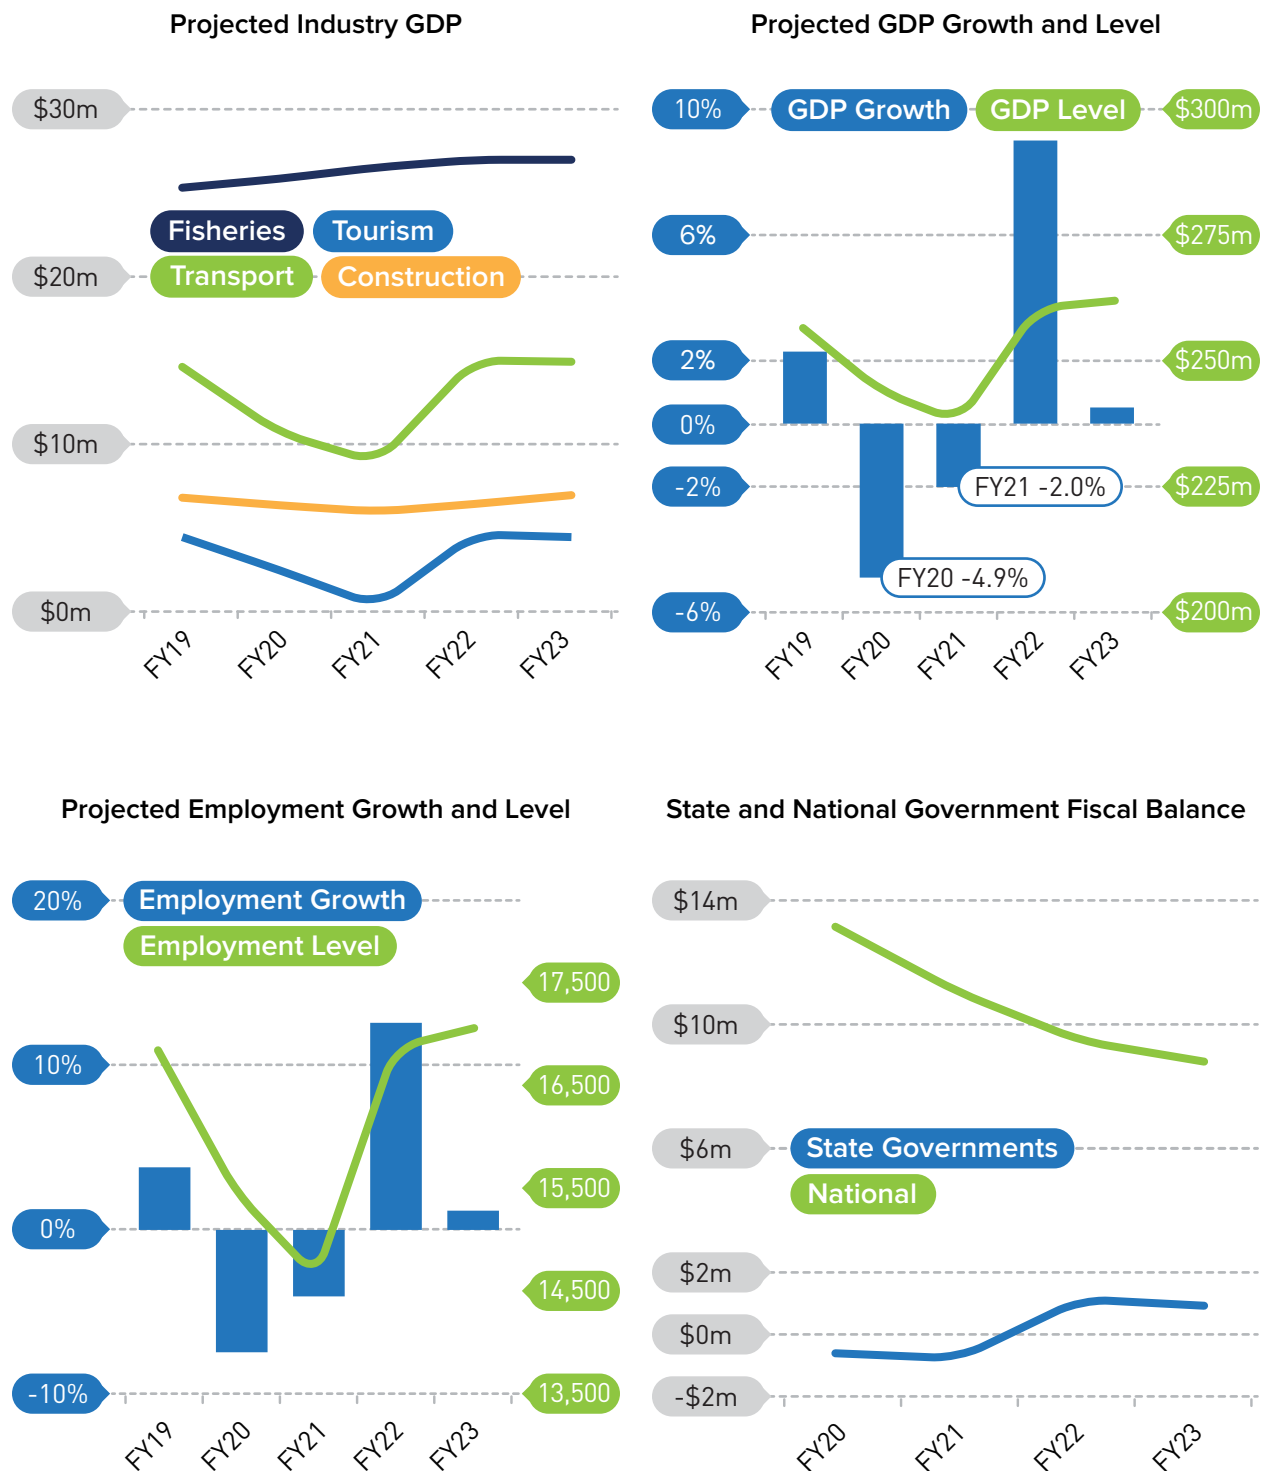 Projected Industry GDP
$30m
Fisheries Tourism
$20m Transport Construction
$10m
$0m
FY19 FY20 FY21 FY22 FY23
Projected GDP Growth and Level
10% GDP Growth GDP Level $300m
6% $275m
2% $250m
0%
-2% FY21 -2.0% $225m
FY20 -4.9%
-6% $200m
FY19 FY20 FY21 FY22 FY23
Projected Employment Growth and Level
20% Employment Growth
Employment Level
17,500
10% 16,500
15,500
0%
14,500
-10% 13,500
FY19 FY20 FY21 FY22 FY23
State and National Government Fiscal Balance
$14m
$10m
$6m State Governments
National
$2m
$0m
-$2m
FY20 FY21 FY22 FY23